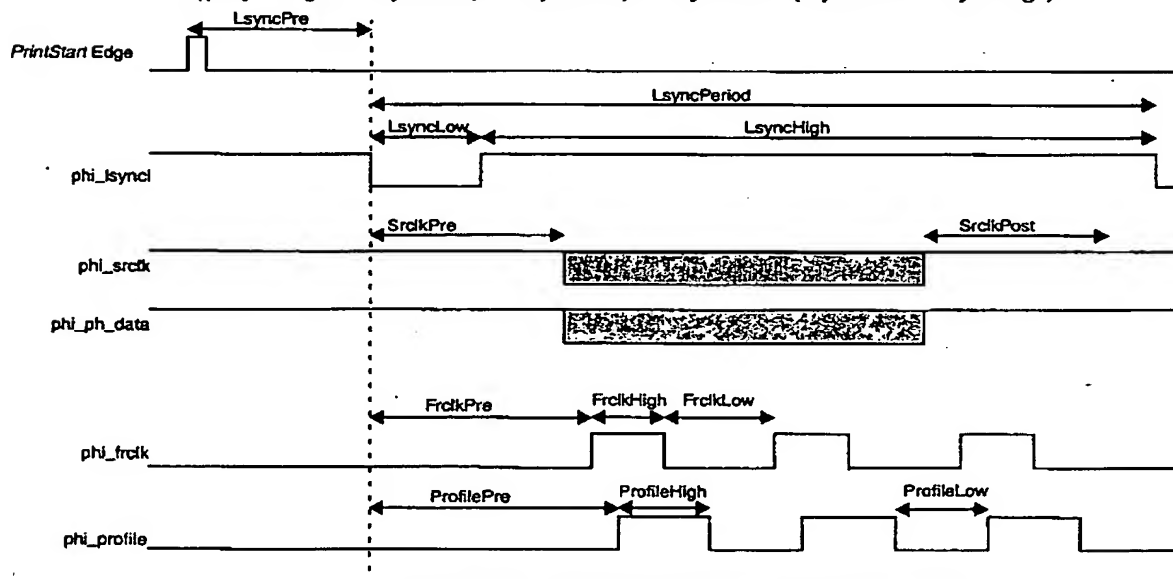 LsyncPre
PrintStart Edge
LsyncPeriod
LsyncLow
LsyncHigh
phi_lsyncl
SrclkPre
SrclkPost
phi_srclk
phi_ph_data
FrclkPre
FrclkHigh
FrclkLow
phi_frclk
ProfilePre
ProfileHigh
ProfileLow
phi_profile